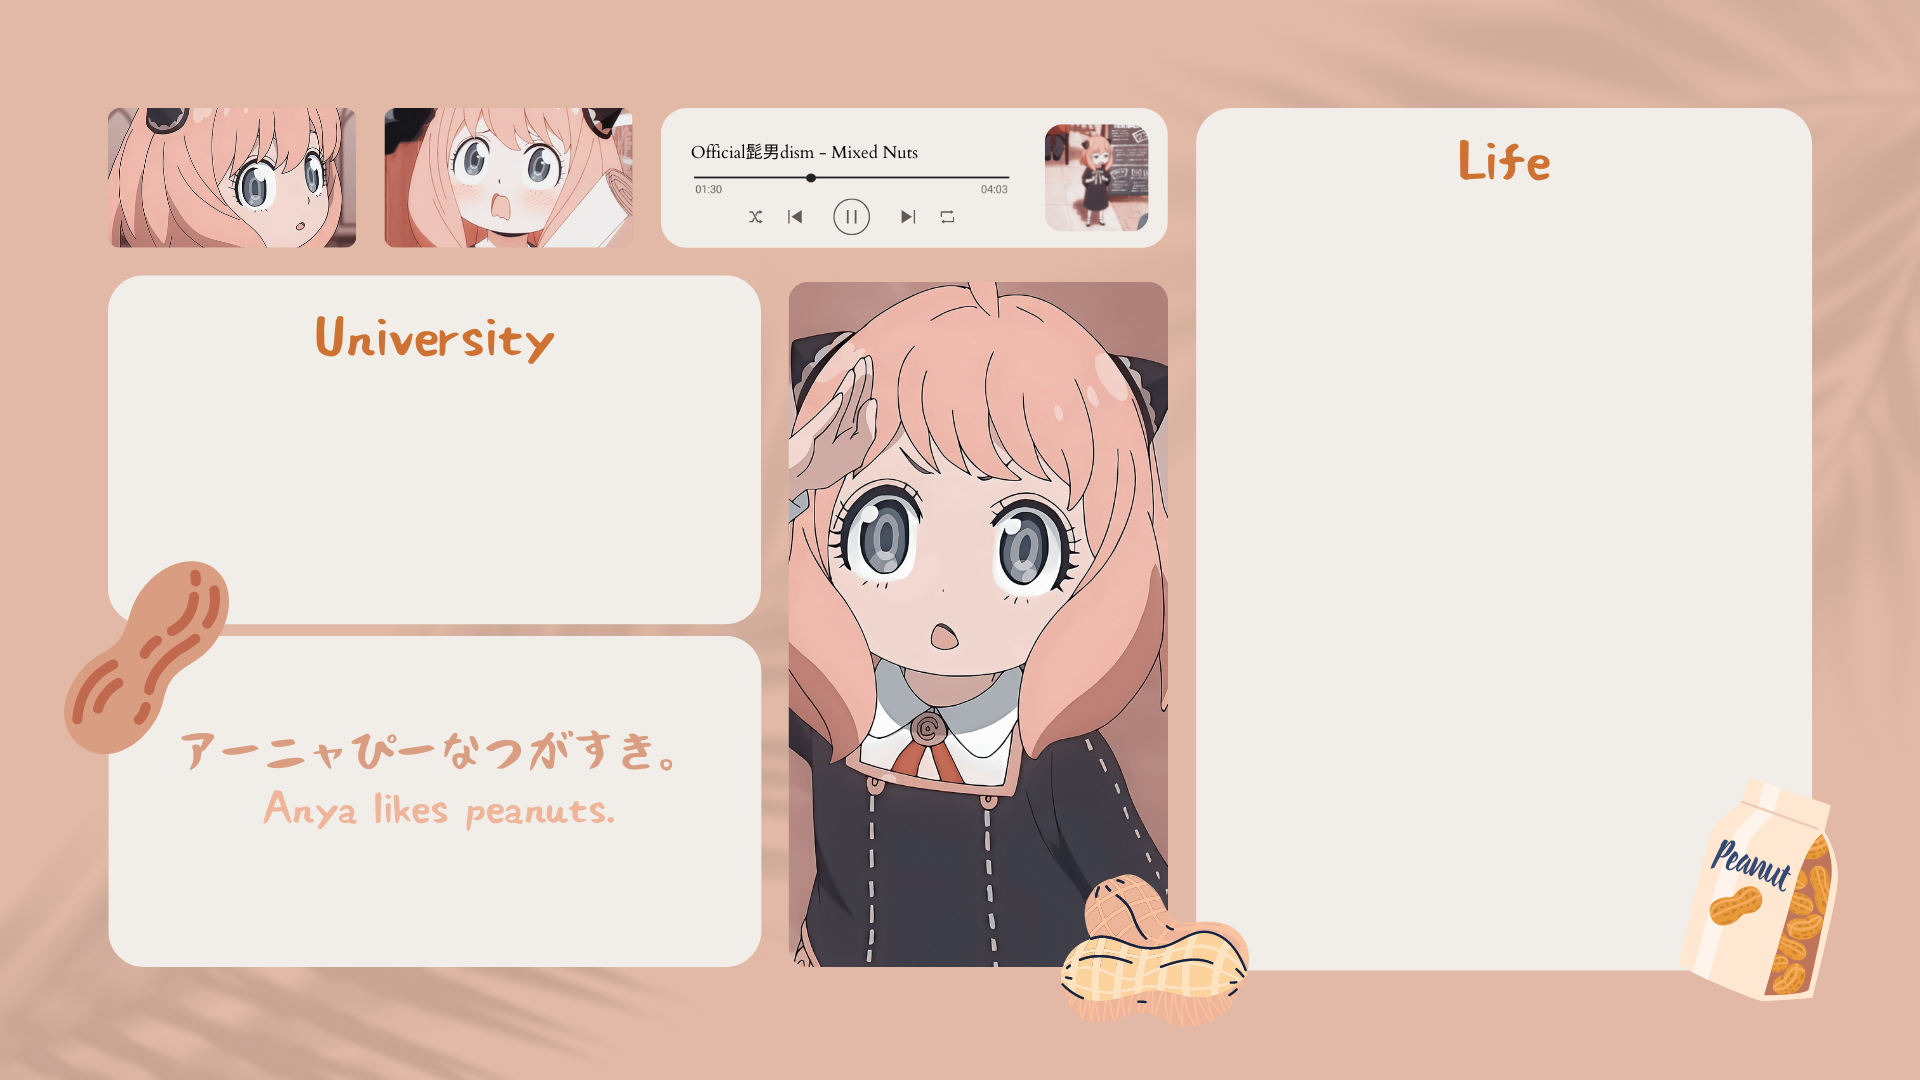 Official髭男dism - Mixed Nuts
01:30
04:03
Life
University
アーニャぴーなつがすき。
Anya likes peanuts.
Peanut